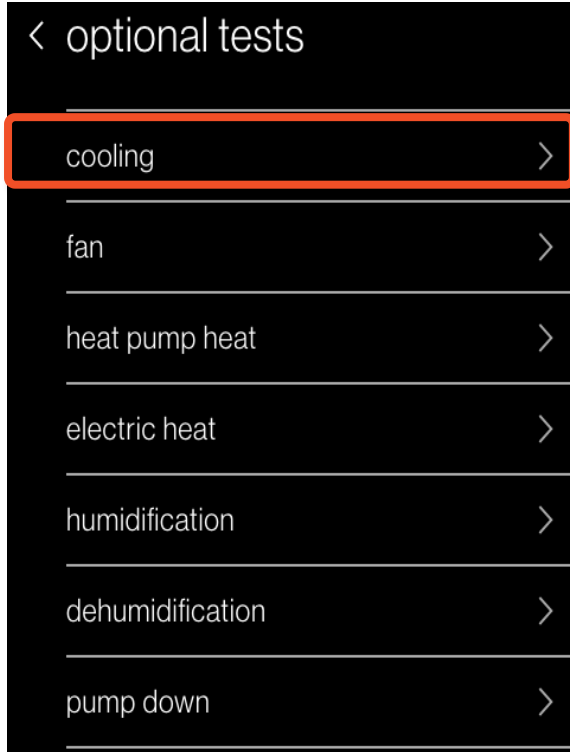 optional tests
cooling
fan
heat pump heat
electric heat
humidification
dehumidification
pump down